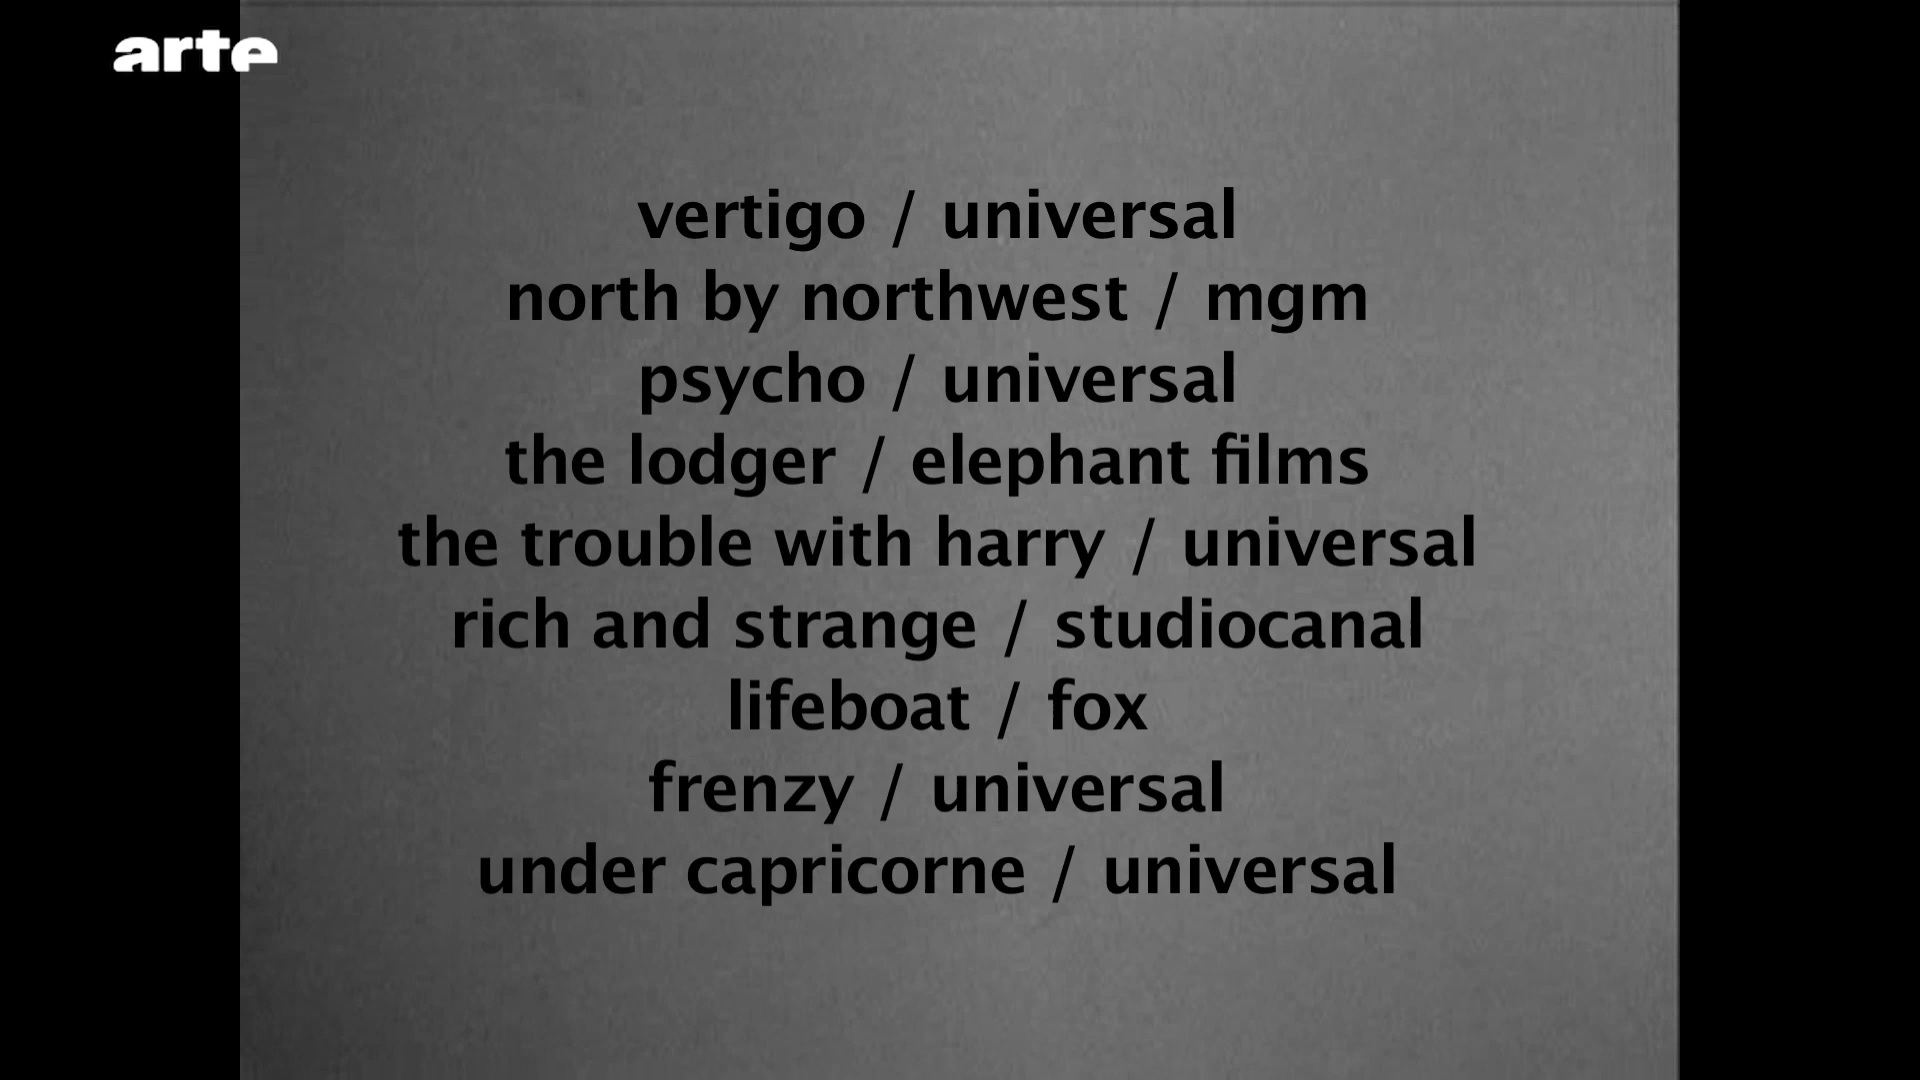 arte
vertigo / universal
north by northwest / mgm
psycho / universal
the lodger / elephant films
the trouble with harry / universal
rich and strange / studiocanal
lifeboat / fox
frenzy / universal
under capricorne / universal